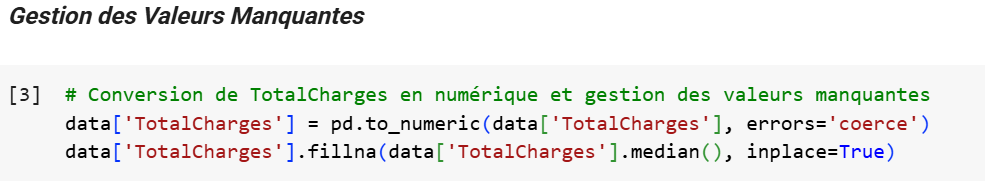 Gestion des Valeurs Manquantes
[3] # Conversion de TotalCharges en numérique et gestion des valeurs manquantes
data['TotalCharges'] = pd.to_numeric(data['TotalCharges'], errors='coerce')
data['TotalCharges'].fillna(data['TotalCharges'].median(), inplace=True)